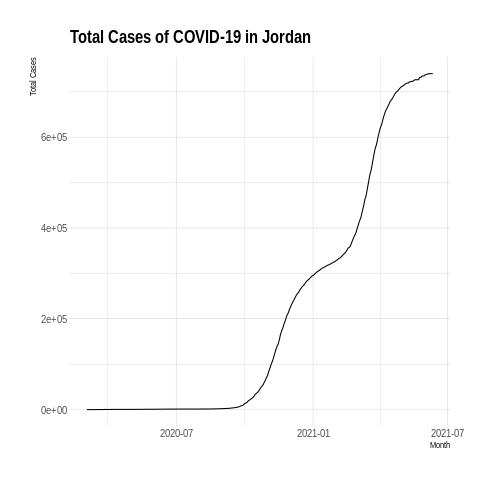 Total Cases of COVID-19 in Jordan
Total Cases
6e+05
4e+05
2e+05
0e+00
2020-07 2021-01 2021-07
Month